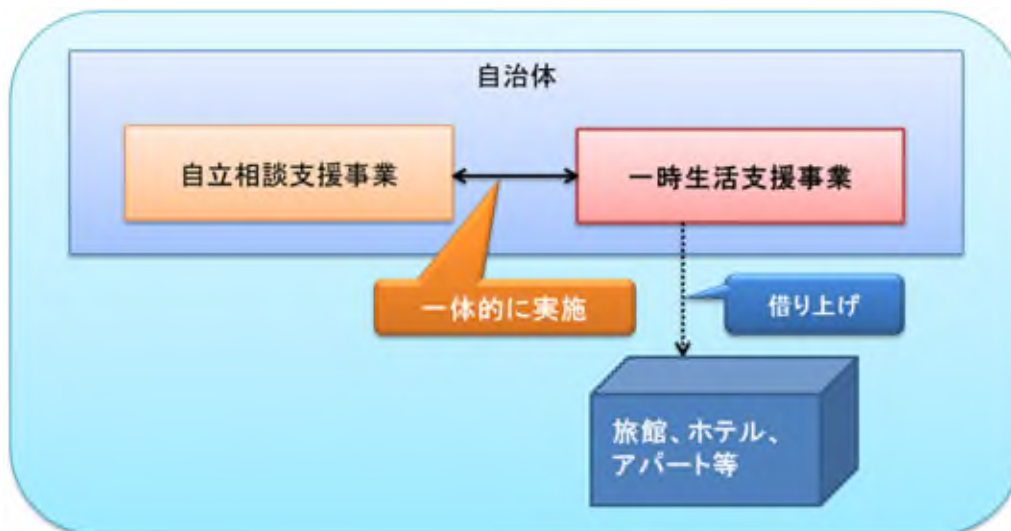 自治体
自立相談支援事業
一時生活支援事業
一体的に実施
借り上げ
旅館、ホテル、
アパート等